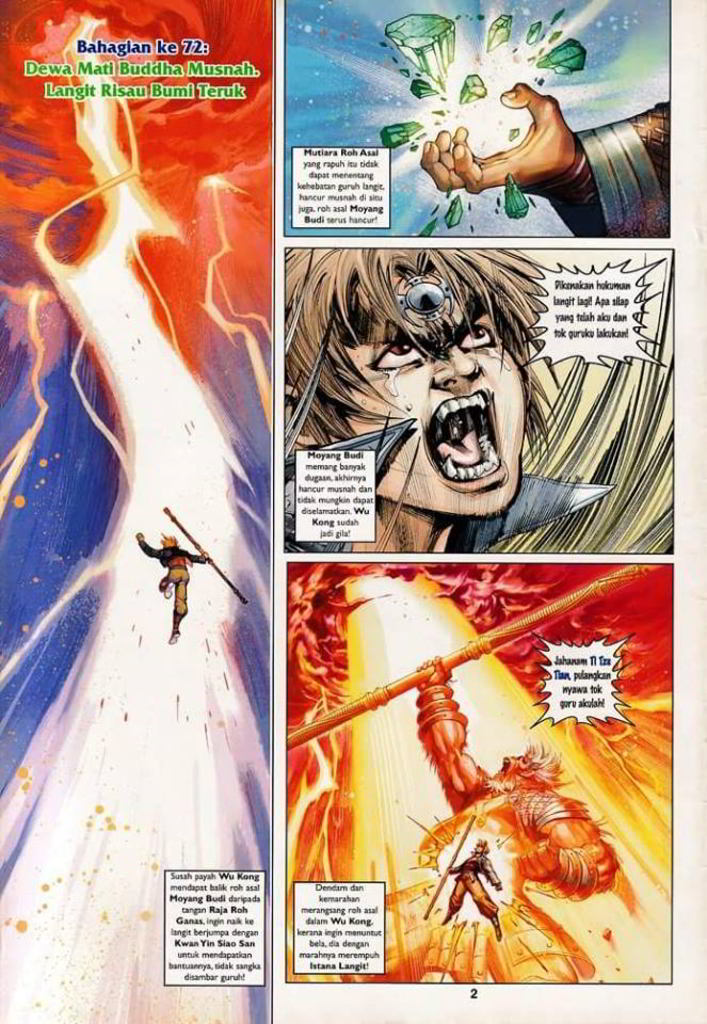 Bahagian ke 72:
Dewa Mati Buddha Musnah.
Langit Risau Bumi Teruk
Susah payah Wu Kong
mendapat balik roh asal
Moyang Budi daripada
tangan Raja Roh
Ganas, ingin naik ke
langit berjumpa dengan
Kwan Yin Siao San
untuk mendapatkan
bantuannya, tidak sangka
disambar guruh!
Mutiara Roh Asal
yang rapuh itu tidak
dapat menentang
kehebatan guruh langit,
hancur musnah di situ
juga, roh asal Moyang
Budi terus hancur!
Dikenakan hukuman
langit lagi! Apa silap
yang telah aku dan
tok guruku lakukan!
Moyang Budi
memang banyak
dugaan, akhirnya
hancur musnah dan
tidak mungkin dapat
diselamatkan. Wu
Kong sudah
jadi gila!
Jahanam Ti Tze
Tian, pulangkan
nyawa tok
guru akulah!
Dendam dan
kemarahan
merangsang roh asal
dalam Wu Kong,
kerana ingin menuntut
bela, dia dengan
marahnya merempuh
Istana Langit!
2